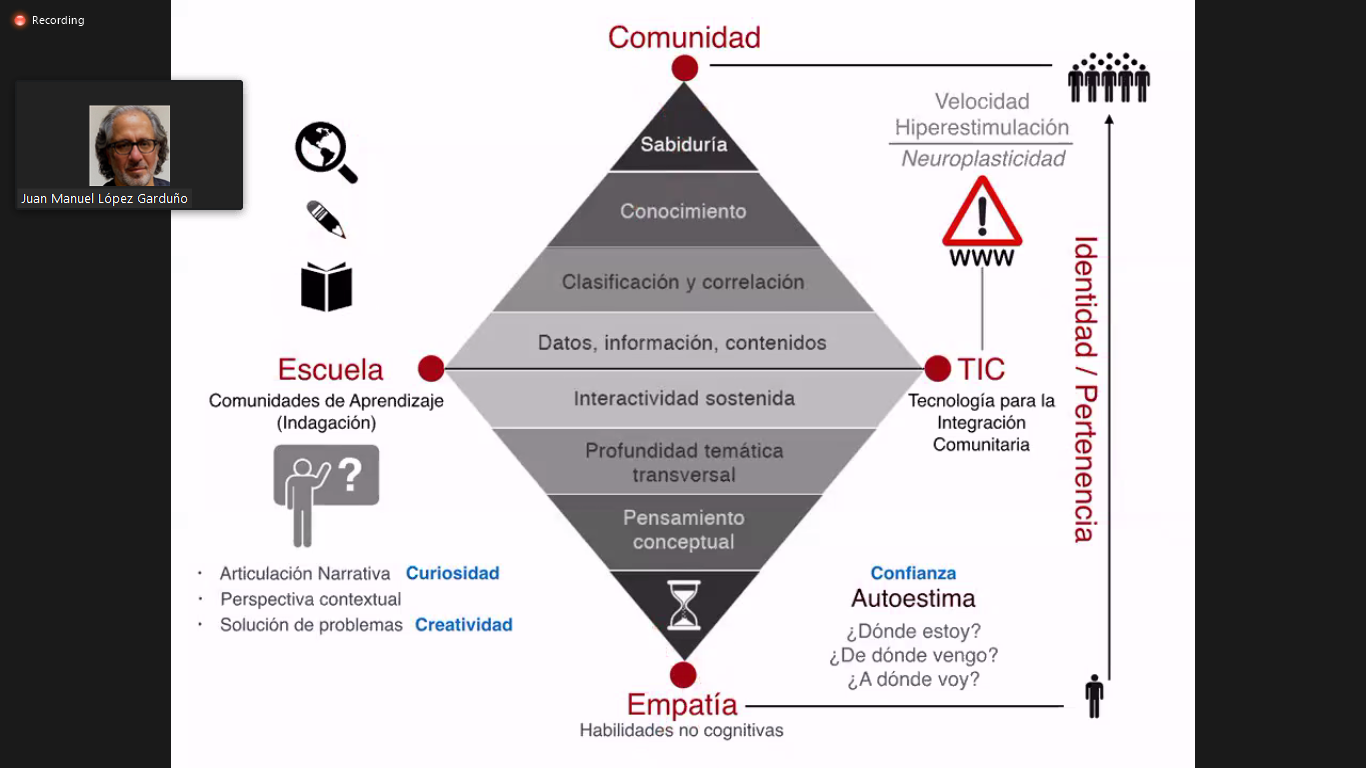 Recording
Juan Manuel López Garduño
Comunidad
Velocidad
Hiperestimulación
Neuroplasticidad
WWW
Sabiduría
Conocimiento
Clasificación y correlación
Datos, información, contenidos
Interactividad sostenida
Profundidad temática
transversal
Pensamiento
conceptual
Escuela
Comunidades de Aprendizaje
(Indagación)
?
· Articulación Narrativa Curiosidad
· Perspectiva contextual
· Solución de problemas Creatividad
TIC
Tecnología para la
Integración
Comunitaria
Identidad / Pertenencia
Confianza
Autoestima
¿Dónde estoy?
¿De dónde vengo?
¿A dónde voy?
Empatía
Habilidades no cognitivas